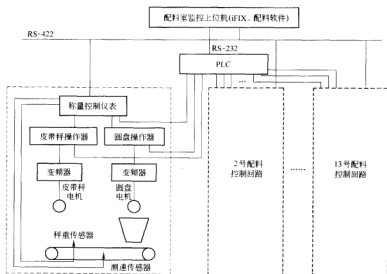 配料家监控上位机(iFIX、配料软件)
RS-422
RS-232
PLC
称量控制仪表
皮带秤操作器
圆盘操作器
变频器
变频器
皮带秤
电机
圆盘
电机
秤重传感器
测速传感器
2号配料
控制回路
……
13号配料
控制回路